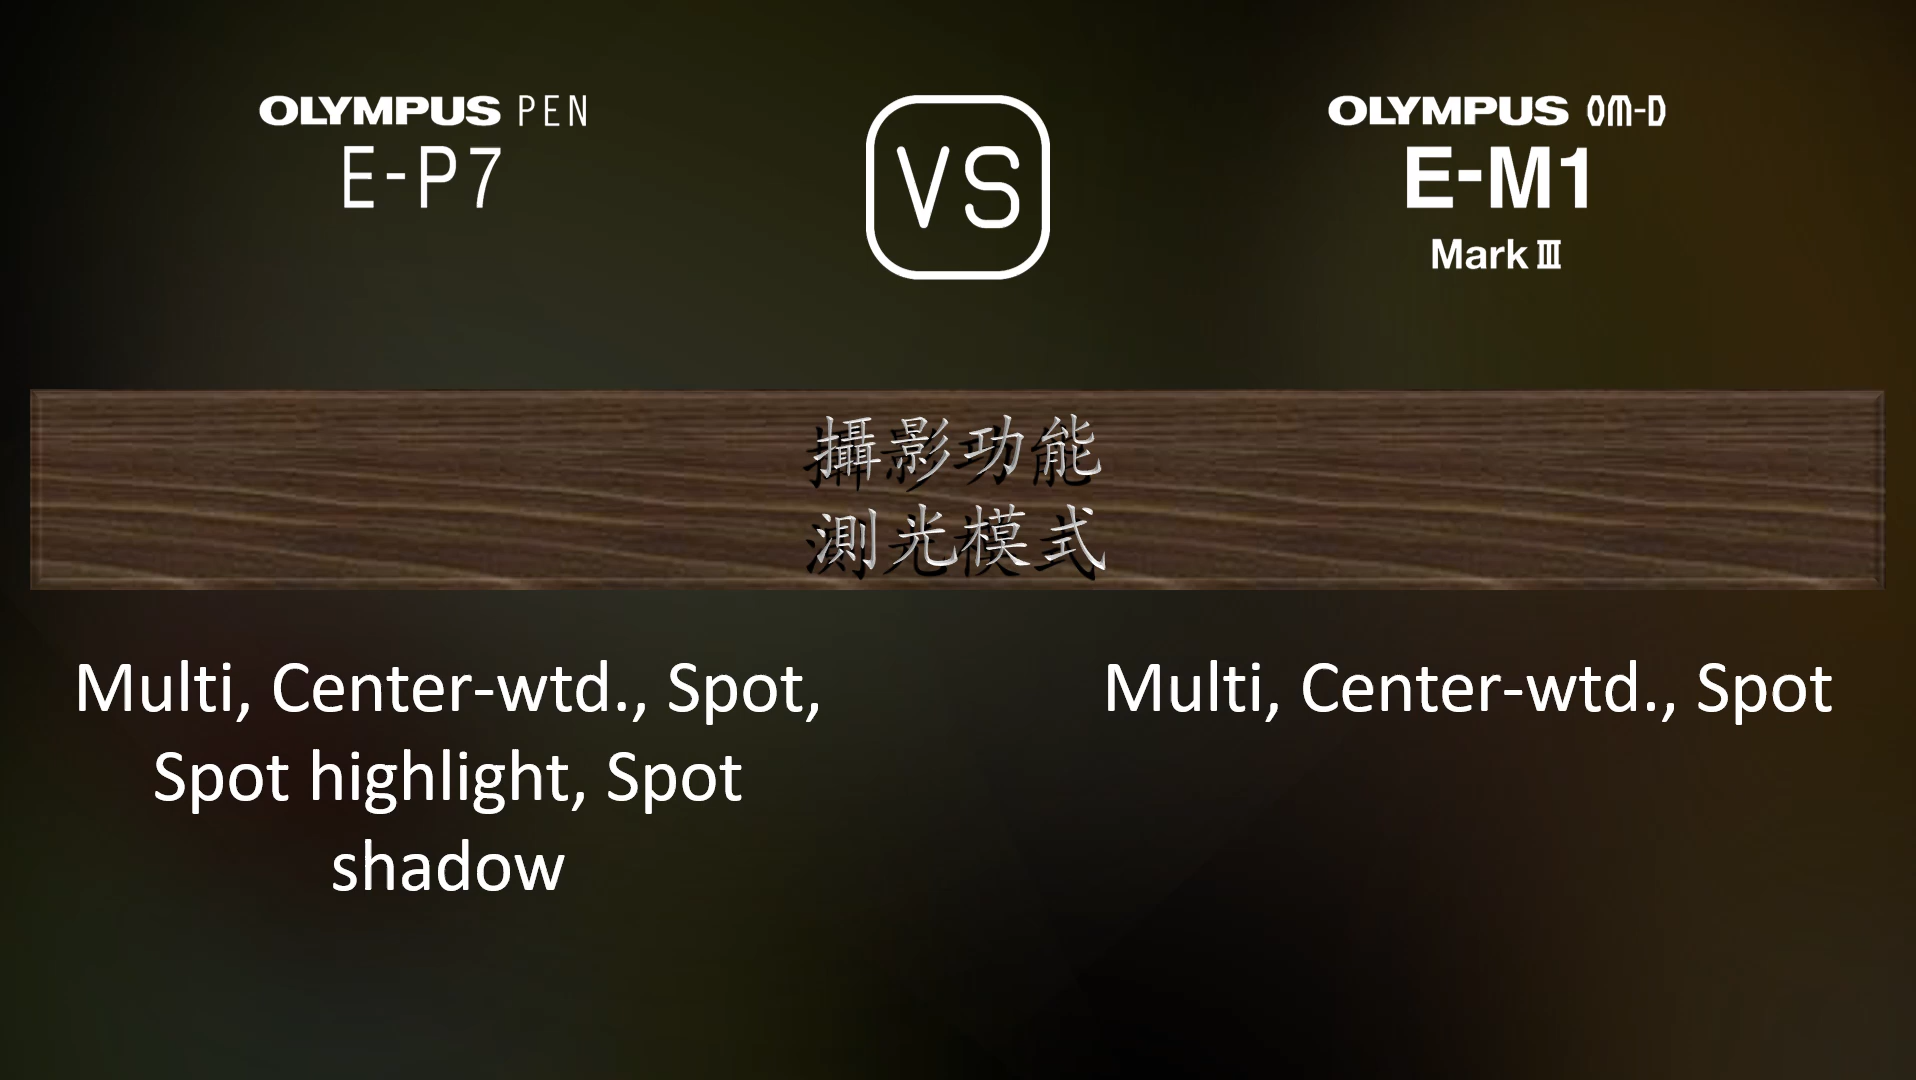 OLYMPUS PEN
E-P7
VS
OLYMPUS OM-D
E-M1
Mark III
攝影功能
測光模式
Multi, Center-wtd., Spot,
Spot highlight, Spot
shadow
Multi, Center-wtd., Spot